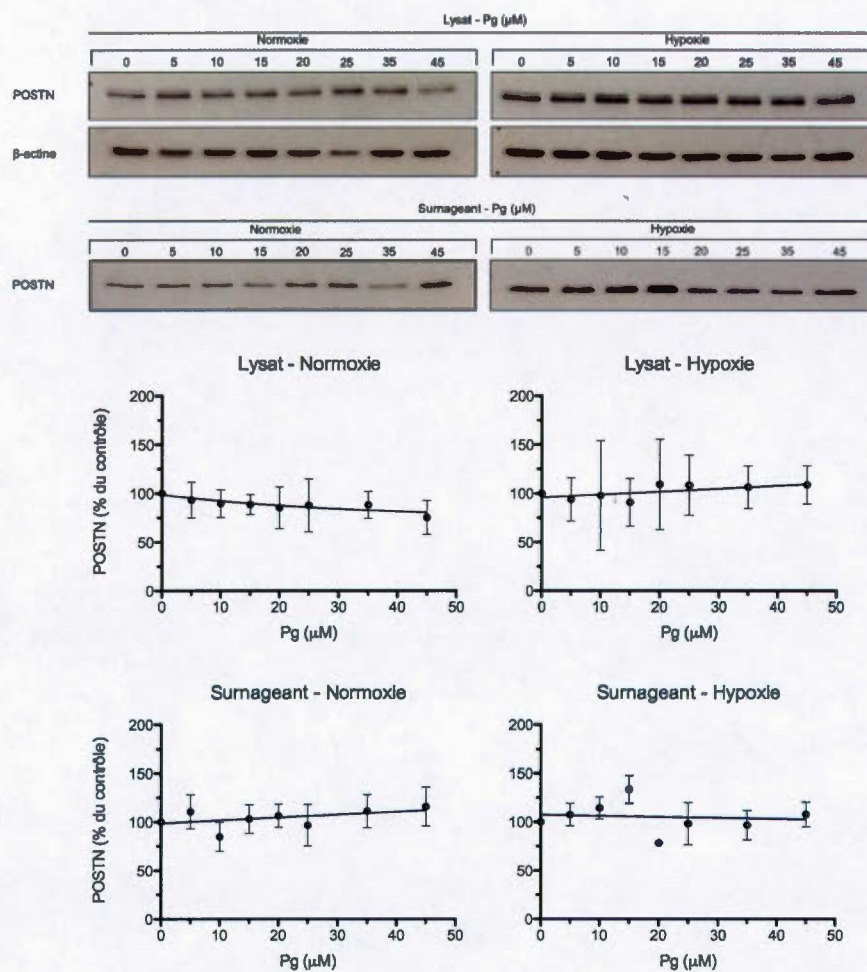 Lysat - Pg (µM)
Normoxie Hypoxie
0 5 10 15 20 25 35 45 0 5 10 15 20 25 35 45
POSTN
β-actine
Surnageant - Pg (µM)
Normoxie Hypoxie
0 5 10 15 20 25 35 45 0 5 10 15 20 25 35 45
POSTN
Lysat - Normoxie
200
150
100
50
0
POSTN (% du contrôle)
0 10 20 30 40 50
Pg (µM)
Lysat - Hypoxie
200
150
100
50
0
0 10 20 30 40 50
Pg (µM)
Surnageant - Normoxie
200
150
100
50
0
POSTN (% du contrôle)
0 10 20 30 40 50
Pg (µM)
Surnageant - Hypoxie
200
150
100
50
0
0 10 20 30 40 50
Pg (µM)